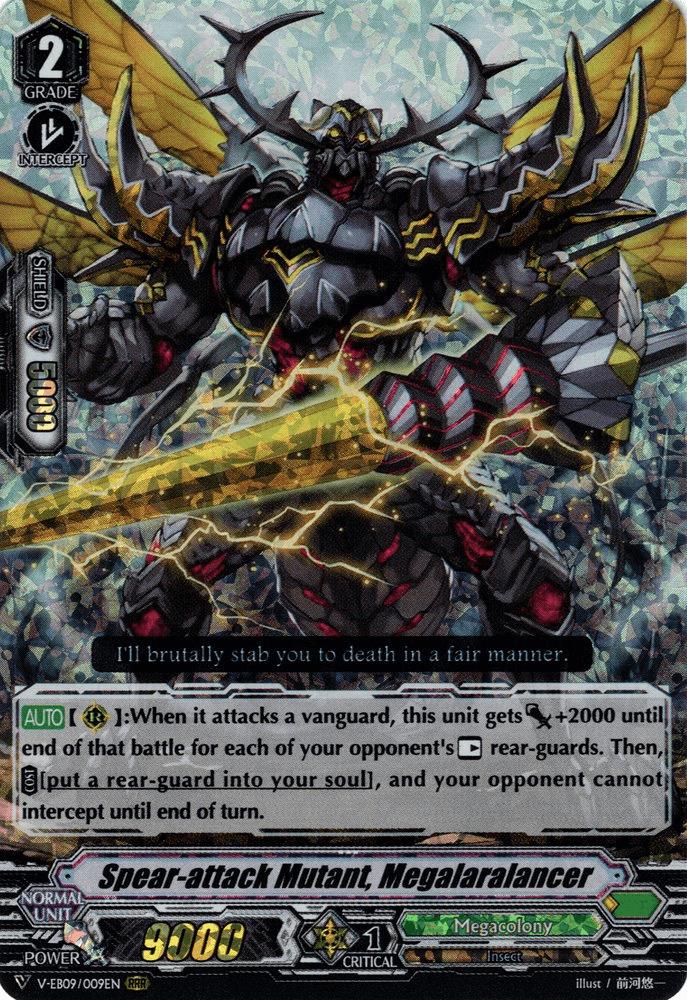 2
GRADE
INTERCEPT
SHIELD
5000
I'll brutally stab you to death in a fair manner.
AUTO【 R 】:When it attacks a vanguard, this unit gets +2000 until
end of that battle for each of your opponent's rear-guards. Then,
COST [put a rear-guard into your soul], and your opponent cannot
intercept until end of turn.
Spear-attack Mutant, Megalaralancer
NORMAL
UNIT
POWER
9000
1
CRITICAL
Megacolony
Insect
V-EB09/009EN RRR
illust / 前河悠一